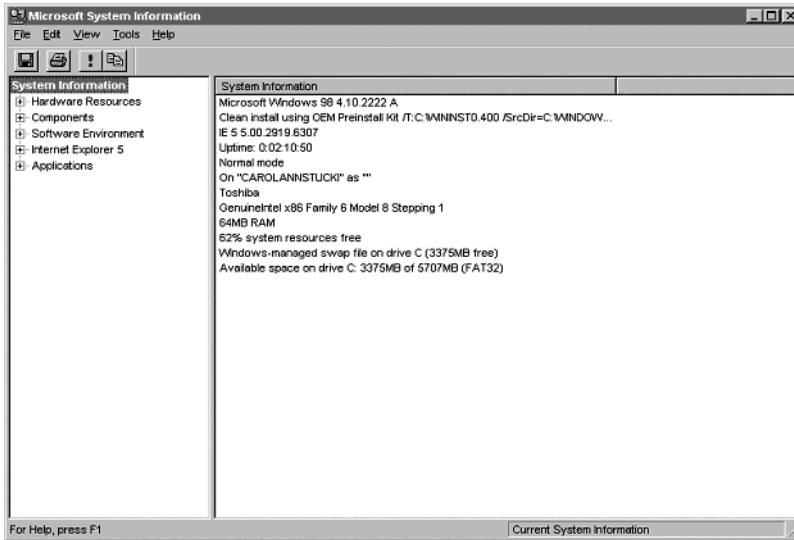 Microsoft System Information
File Edit View Tools Help
System Information
Hardware Resources
Components
Software Environment
Internet Explorer 5
Applications
System Information
Microsoft Windows 98 4.10.2222 A
Clean install using OEM Preinstall Kit /T:C:\WININST0.400 /SrcDir=C:\WINDOW...
IE 5 5.00.2919.6307
Uptime: 0:02:10:50
Normal mode
On "CAROLANNSTUCKI" as ""
Toshiba
GenuineIntel x86 Family 6 Model 8 Stepping 1
64MB RAM
62% system resources free
Windows-managed swap file on drive C (3375MB free)
Available space on drive C: 3375MB of 5707MB (FAT32)
For Help, press F1
Current System Information